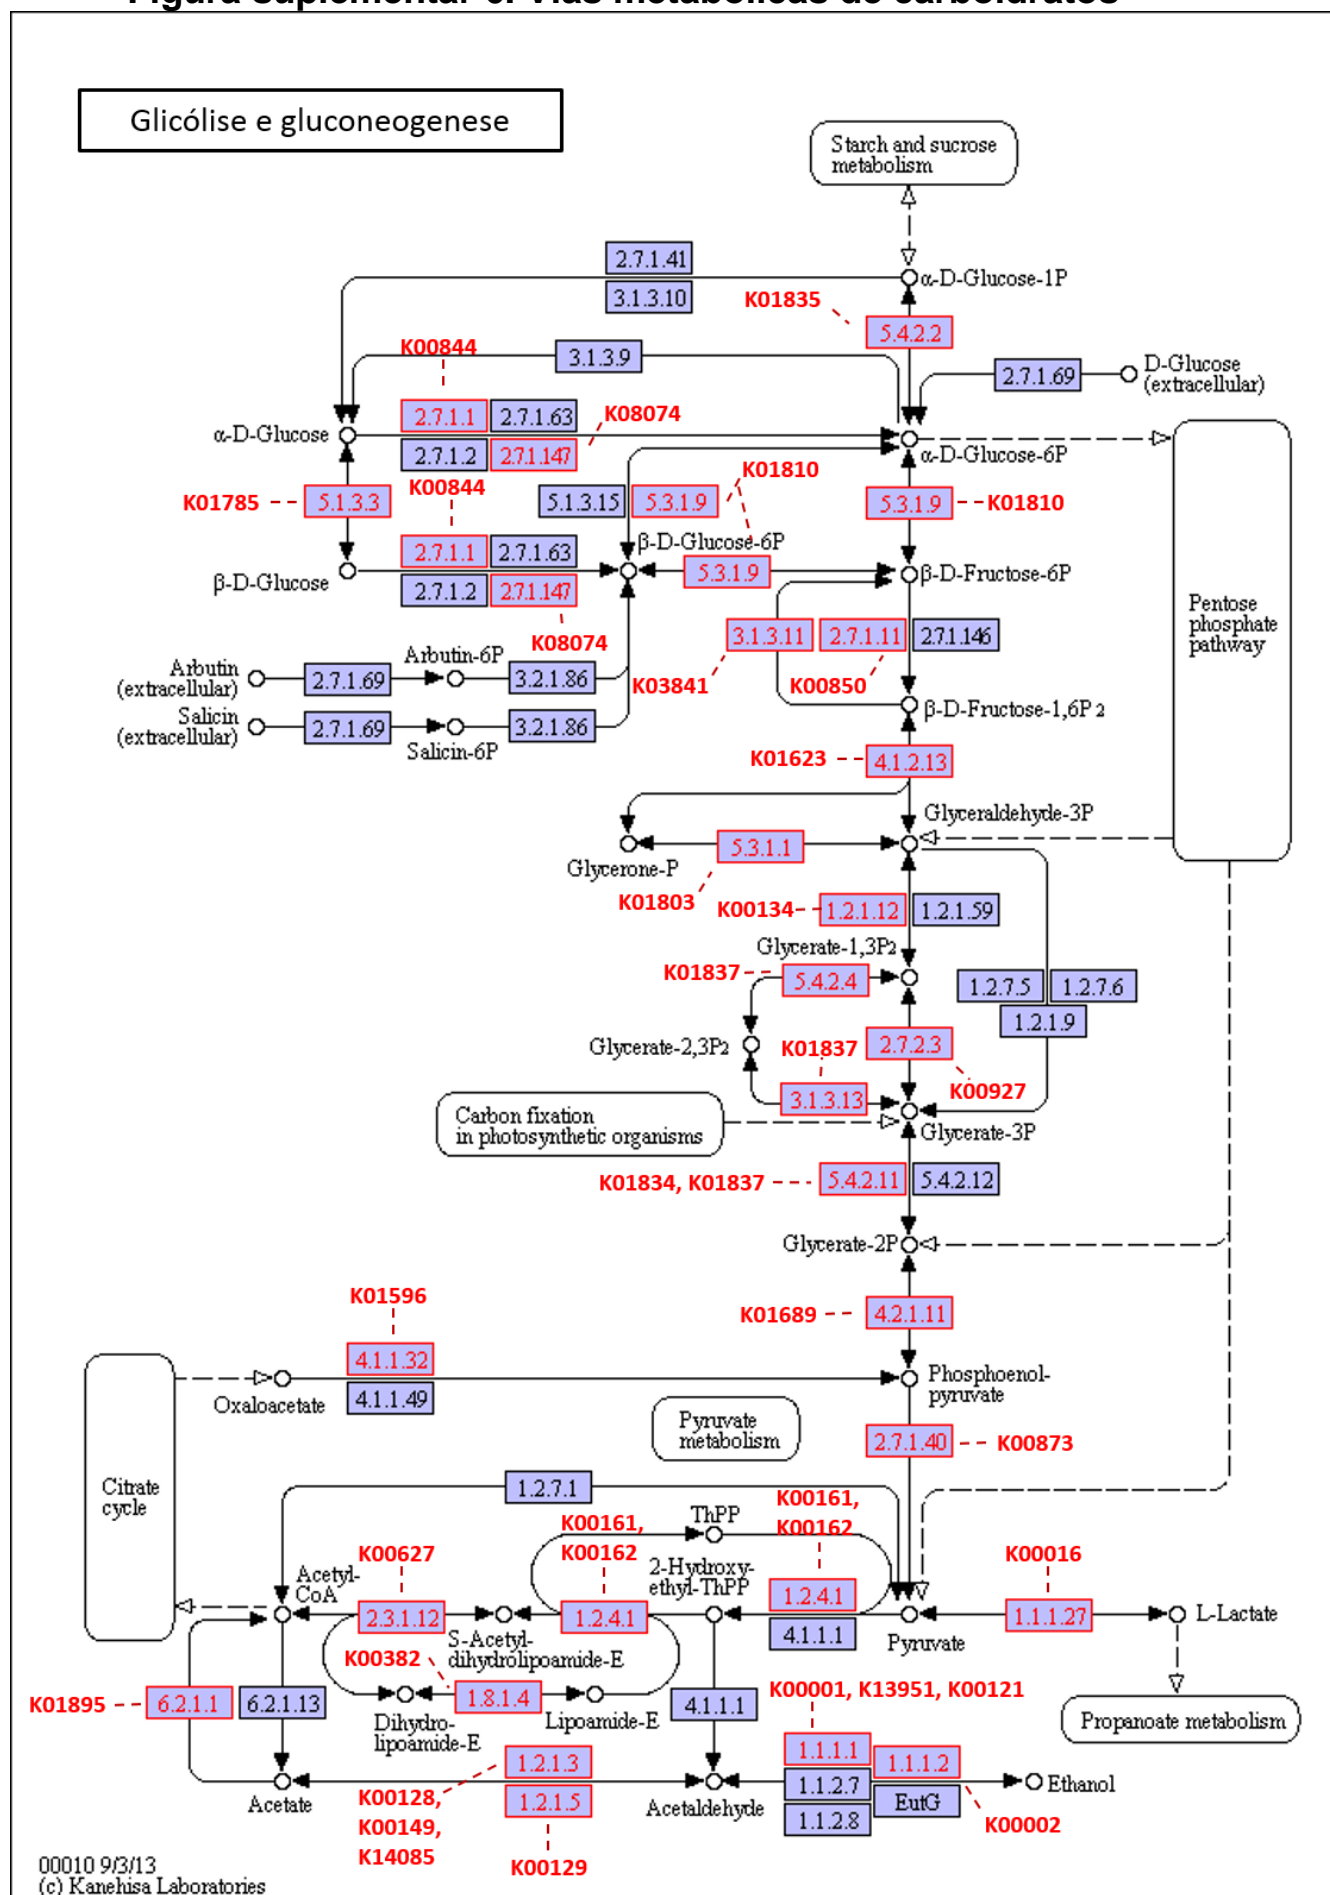 Figura suplementar 6. Vias metabólicas de carboidratos
Glicólise e gluconeogenese
Starch and sucrose
metabolism
2.7.1.41
3.1.3.10
α-D-Glucose-1P
K01835
5.4.2.2
K00844
3.1.3.9
2.7.1.69
D-Glucose
(extracellular)
2.7.1.1
2.7.1.63
K08074
α-D-Glucose
2.7.1.2
2.7.1.147
α-D-Glucose-6P
K01785
5.1.3.3
K00844
5.1.3.15
5.3.1.9
K01810
5.3.1.9
K01810
2.7.1.1
2.7.1.63
β-D-Glucose-6P
β-D-Glucose
2.7.1.2
2.7.1.147
5.3.1.9
β-D-Fructose-6P
K08074
Pentose
phosphate
pathway
3.1.3.11
2.7.1.11
2.7.1.146
Arbutin
(extracellular)
2.7.1.69
Arbutin-6P
3.2.1.86
K03841
K00850
Salicin
(extracellular)
2.7.1.69
Salicin-6P
3.2.1.86
β-D-Fructose-1,6P2
K01623
4.1.2.13
Glyceraldehyde-3P
Glycerone-P
5.3.1.1
K01803
K00134
1.2.1.12
1.2.1.59
Glycerate-1,3P2
K01837
5.4.2.4
1.2.7.5
1.2.7.6
1.2.1.9
Glycerate-2,3P2
K01837
2.7.2.3
3.1.3.13
K00927
Carbon fixation
in photosynthetic organisms
Glycerate-3P
K01834, K01837
5.4.2.11
5.4.2.12
Glycerate-2P
K01596
K01689
4.2.1.11
4.1.1.32
Oxaloacetate
4.1.1.49
Phosphoenol-
pyruvate
Pyruvate
metabolism
2.7.1.40
K00873
Citrate
cycle
1.2.7.1
K00161,
K00162
ThPP
K00161,
K00162
K00627
2-Hydroxy-
ethyl-ThPP
K00016
Acetyl-
CoA
2.3.1.12
1.2.4.1
1.2.4.1
1.1.1.27
L-Lactate
S-Acetyl-
dihydrolipoamide-E
4.1.1.1
Pyruvate
K00382
K01895
6.2.1.1
6.2.1.13
1.8.1.4
Dihydro-
lipoamide-E
Lipoamide-E
4.1.1.1
K00001, K13951, K00121
Propanoate metabolism
1.2.1.3
1.1.1.1
1.1.1.2
Acetate
1.2.1.5
Acetaldehyde
1.1.2.7
EutG
Ethanol
1.1.2.8
K00128,
K00149,
K14085
K00129
K00002
00010 9/3/13
(c) Kanehisa Laboratories